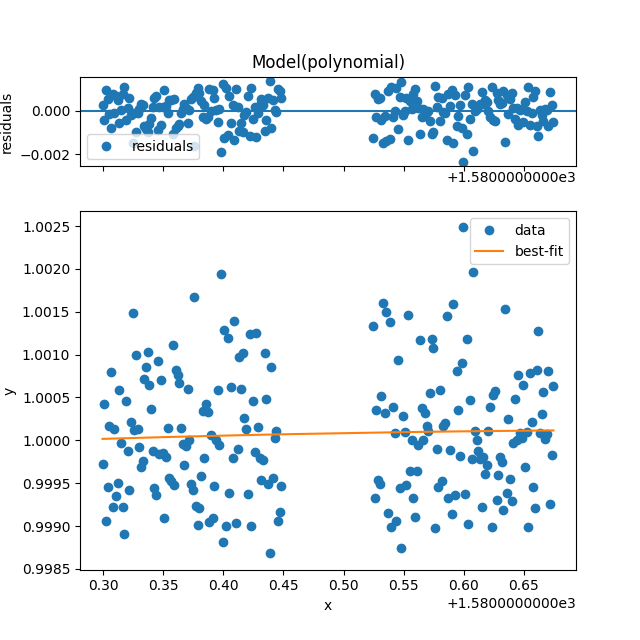 Model(polynomial)
residuals
0.000
−0.002
residuals
+1.5800000000e3
1.0025
1.0020
1.0015
1.0010
1.0005
1.0000
0.9995
0.9990
0.9985
y
data
best-fit
0.30 0.35 0.40 0.45 0.50 0.55 0.60 0.65
x
+1.5800000000e3